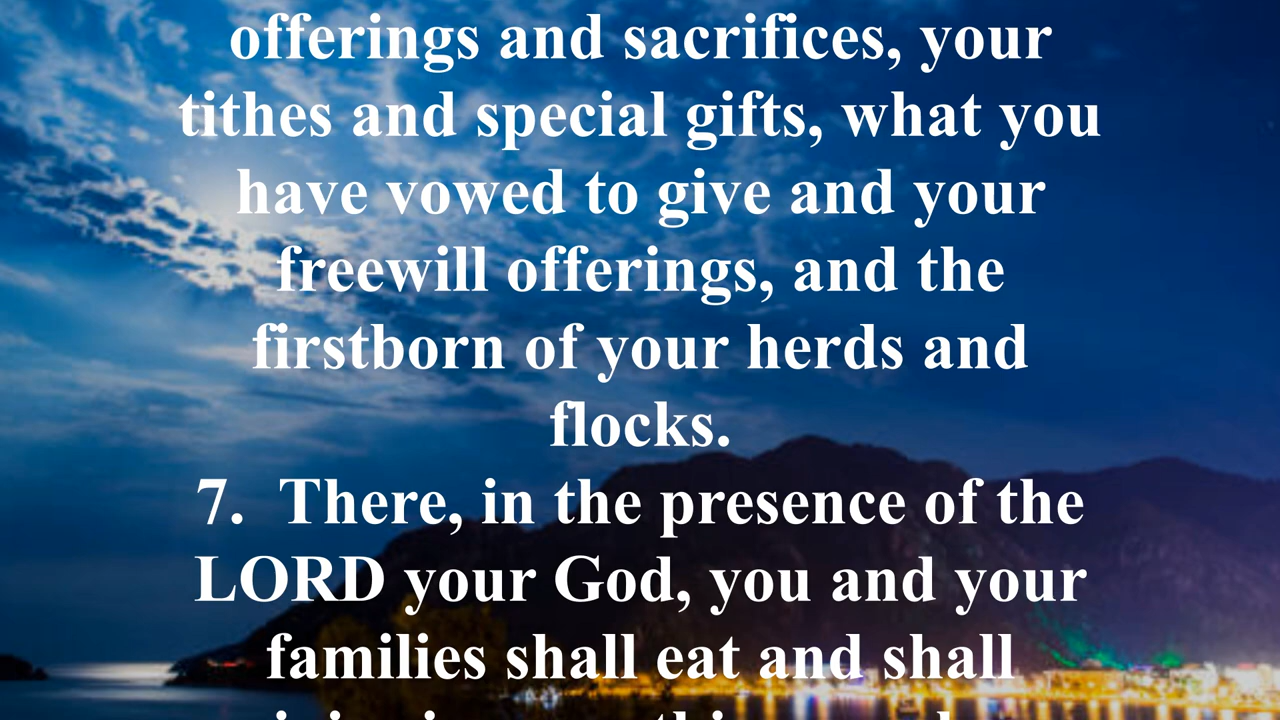 offerings and sacrifices, your
tithes and special gifts, what you
have vowed to give and your
freewill offerings, and the
firstborn of your herds and
flocks.
7. There, in the presence of the
LORD your God, you and your
families shall eat and shall